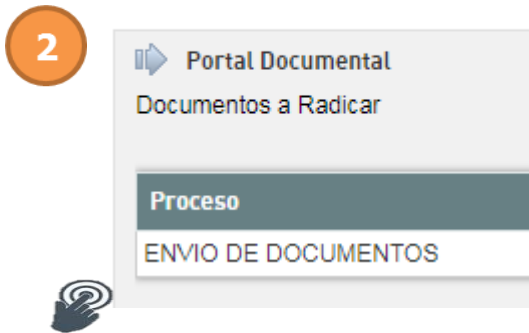 2
Portal Documental
Documentos a Radicar
Proceso
ENVIO DE DOCUMENTOS